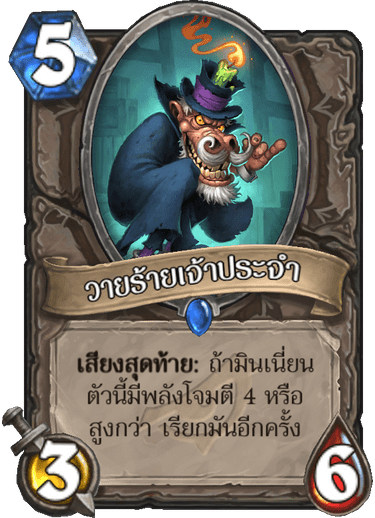 5
วายร้ายเจ้าประจำ
เสียงสุดท้าย: ถ้ามินเนี่ยน
ตัวนี้มีพลังโจมตี 4 หรือ
สูงกว่า เรียกมันอีกครั้ง
3
6